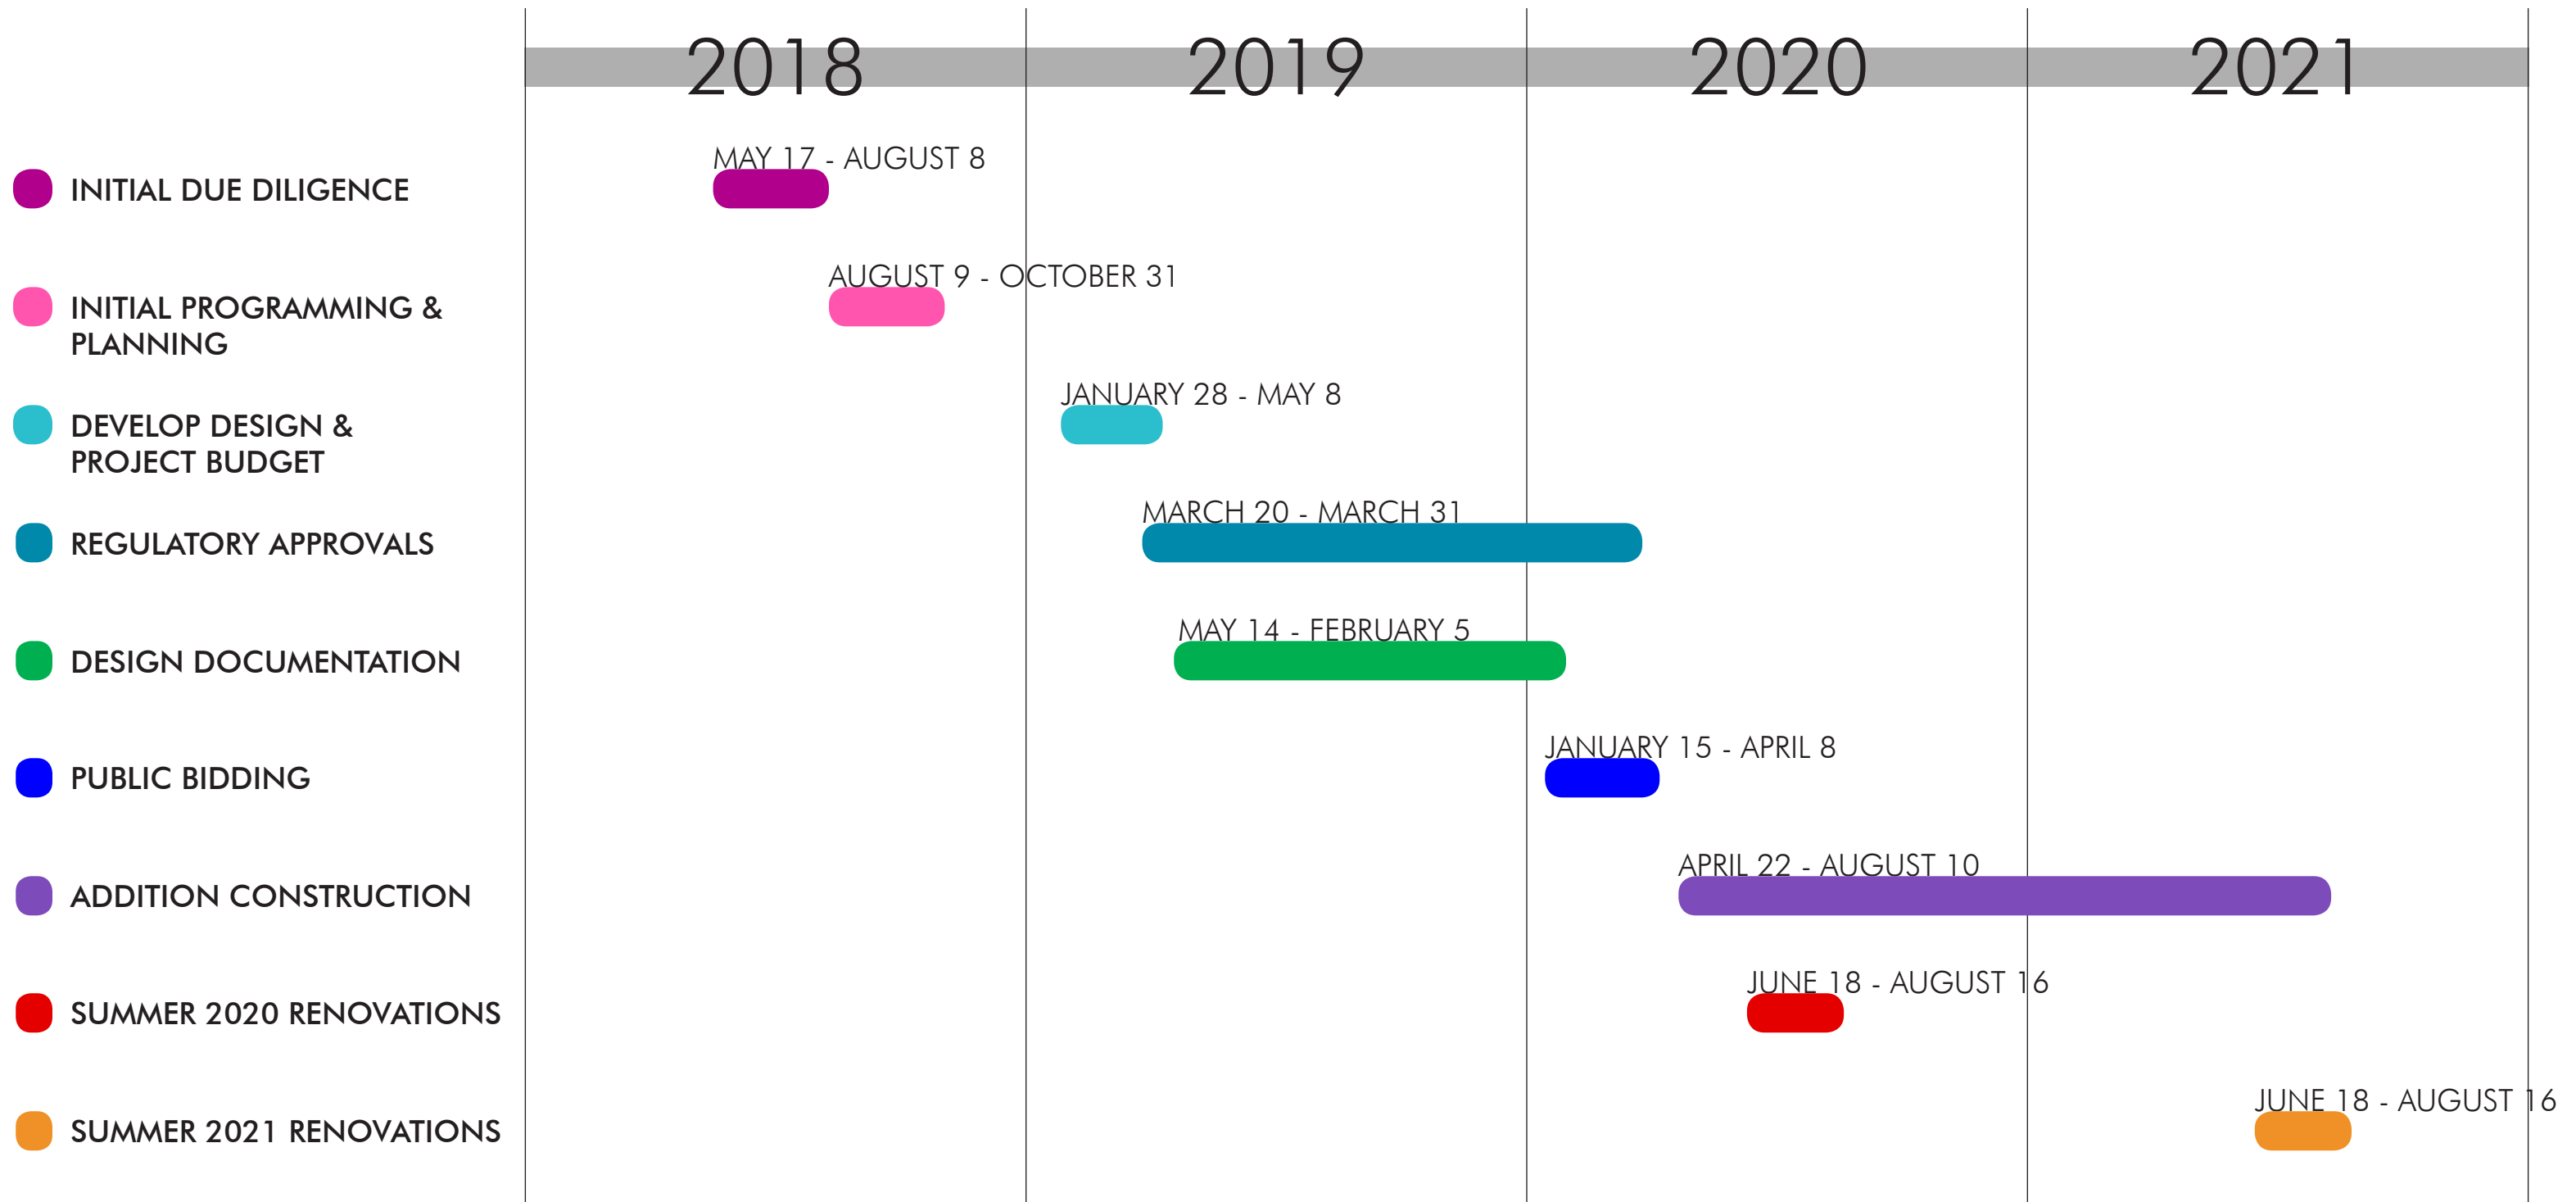 2018 2019 2020 2021
MAY 17 - AUGUST 8
INITIAL DUE DILIGENCE
AUGUST 9 - OCTOBER 31
INITIAL PROGRAMMING &
PLANNING
JANUARY 28 - MAY 8
DEVELOP DESIGN &
PROJECT BUDGET
MARCH 20 - MARCH 31
REGULATORY APPROVALS
MAY 14 - FEBRUARY 5
DESIGN DOCUMENTATION
JANUARY 15 - APRIL 8
PUBLIC BIDDING
APRIL 22 - AUGUST 10
ADDITION CONSTRUCTION
JUNE 18 - AUGUST 16
SUMMER 2020 RENOVATIONS
JUNE 18 - AUGUST 16
SUMMER 2021 RENOVATIONS